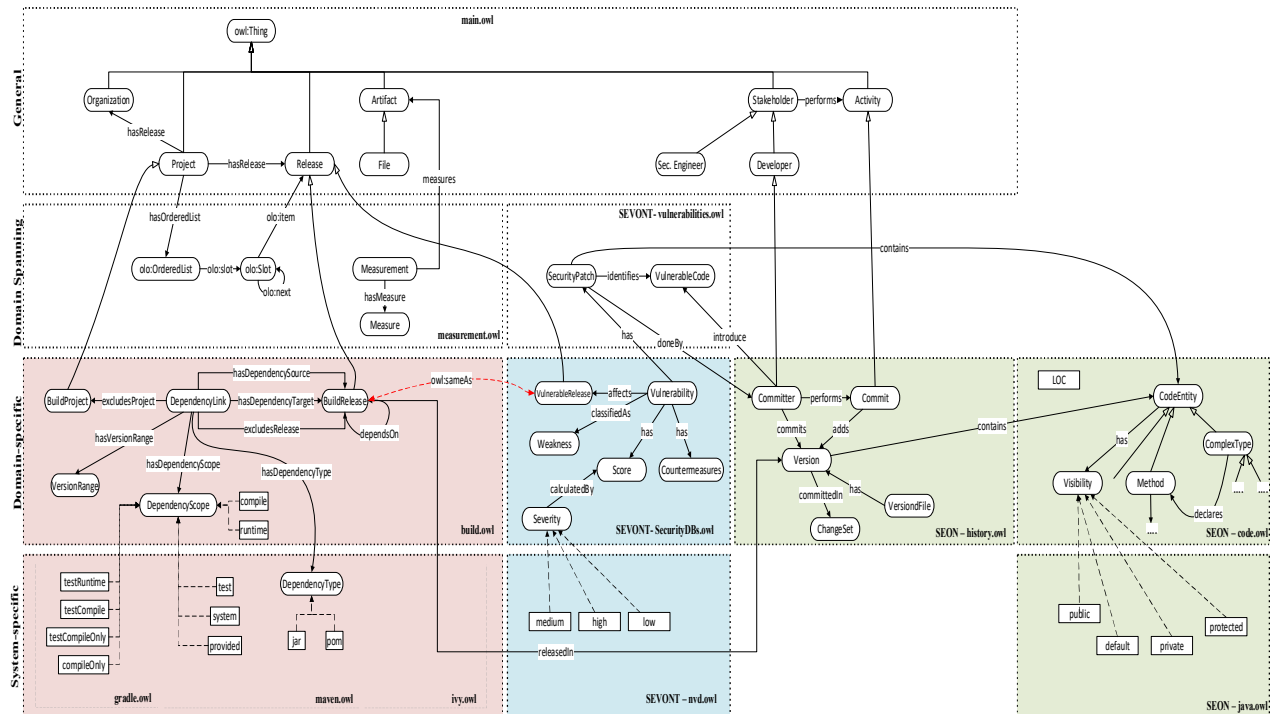 main.owl
owl:Thing
General
Organization
Artifact
Stakeholder
performs
Activity
hasRelease
Project
hasRelease
Release
File
Sec. Engineer
Developer
measures
Domain Spanning
SEVONT- vulnerabilities.owl
hasOrderedList
olo:item
contains
olo:OrderedList
olo:slot
olo:Slot
Measurement
SecurityPatch
identifies
VulnerableCode
olo:next
hasMeasure
Measure
measurement.owl
has
doneBy
introduce
Domain-specific
hasDependencySource
owl:sameAs
LOC
BuildProject
excludesProject
DependencyLink
hasDependencyTarget
BuildRelease
VulnerableRelease
affects
Vulnerability
Committer
performs
Commit
CodeEntity
classifiedAs
excludesRelease
dependsOn
commits
adds
contains
hasVersionRange
Weakness
has
has
has
ComplexType
hasDependencyScope
hasDependencyType
Score
Countermeasures
Version
VersionRange
calculatedBy
committedIn
has
Visibility
Method
....
....
compile
DependencyScope
VersiondFile
Severity
declares
runtime
ChangeSet
....
build.owl
SEVONT- SecurityDBs.owl
SEON – history.owl
SEON – code.owl
System-specific
testRuntime
test
DependencyType
testCompile
system
public
medium
high
low
protected
testCompileOnly
provided
jar
pom
default
private
compileOnly
releasedIn
gradle.owl
maven.owl
ivy.owl
SEVONT – nvd.owl
SEON – java.owl